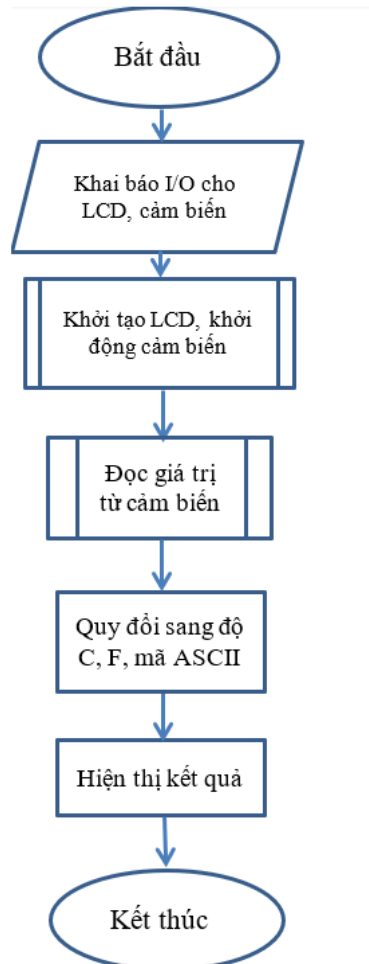 Bắt đầu
Khai báo I/O cho
LCD, cảm biến
Khởi tạo LCD, khởi
động cảm biến
Đọc giá trị
từ cảm biến
Quy đổi sang độ
C, F, mã ASCII
Hiện thị kết quả
Kết thúc